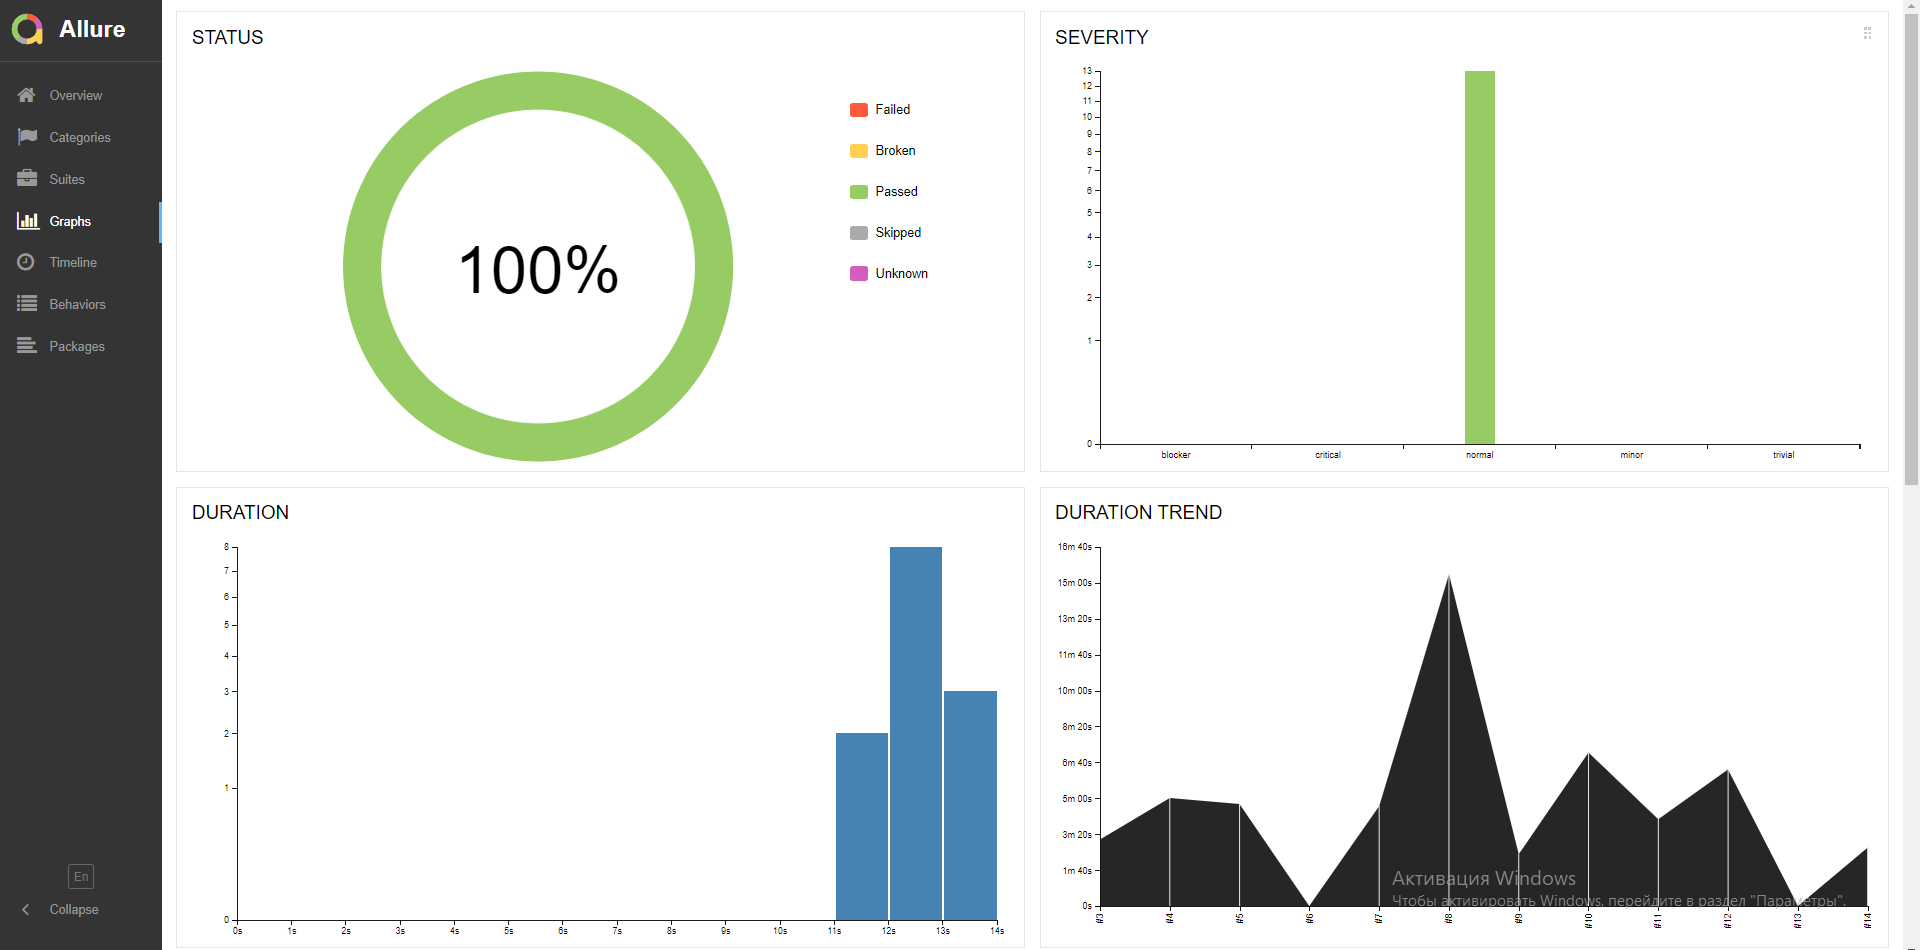 Allure
Overview
Categories
Suites
Graphs
Timeline
Behaviors
Packages
En
Collapse
STATUS
100%
Failed
Broken
Passed
Skipped
Unknown
SEVERITY
13
12
11
10
9
8
7
6
5
4
3
2
1
0
blocker critical normal minor trivial
DURATION
8
7
6
5
4
3
2
1
0
0s 1s 2s 3s 4s 5s 6s 7s 8s 9s 10s 11s 12s 13s 14s
DURATION TREND
16m 40s
15m 00s
13m 20s
11m 40s
10m 00s
8m 20s
6m 40s
5m 00s
3m 20s
1m 40s
0s
#3 #4 #5 #6 #7 #8 #9 #10 #11 #12 #13 #14
Активация Windows
Чтобы активировать Windows, перейдите в раздел "Параметры".